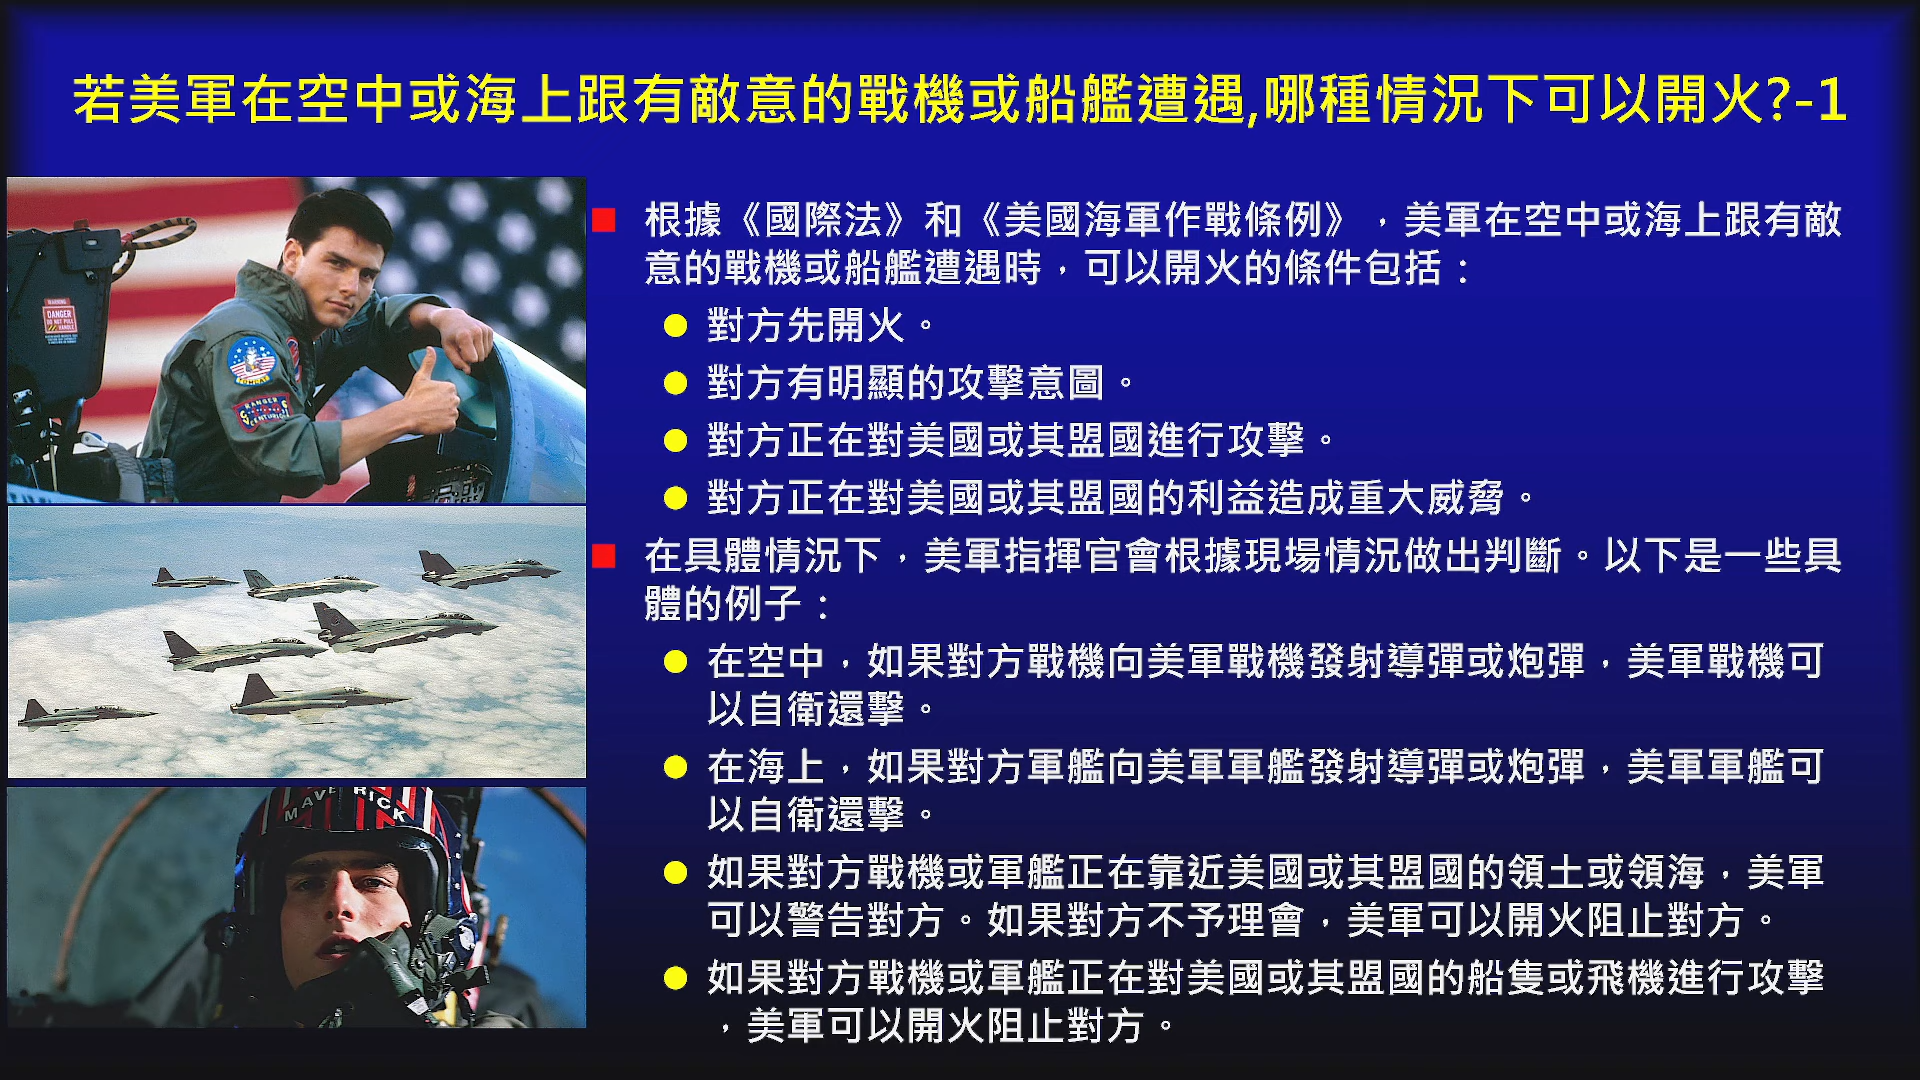 若美軍在空中或海上跟有敵意的戰機或船艦遭遇,哪種情況下可以開火?-1
根據《國際法》和《美國海軍作戰條例》，美軍在空中或海上跟有敵
意的戰機或船艦遭遇時，可以開火的條件包括：
對方先開火。
對方有明顯的攻擊意圖。
對方正在對美國或其盟國進行攻擊。
對方正在對美國或其盟國的利益造成重大威脅。
在具體情況下，美軍指揮官會根據現場情況做出判斷。以下是一些具
體的例子：
在空中，如果對方戰機向美軍戰機發射導彈或炮彈，美軍戰機可
以自衛還擊。
在海上，如果對方軍艦向美軍軍艦發射導彈或炮彈，美軍軍艦可
以自衛還擊。
如果對方戰機或軍艦正在靠近美國或其盟國的領土或領海，美軍
可以警告對方。如果對方不予理會，美軍可以開火阻止對方。
如果對方戰機或軍艦正在對美國或其盟國的船隻或飛機進行攻擊
，美軍可以開火阻止對方。
DANGER
TOMCAT
RANGER
MAVERICK